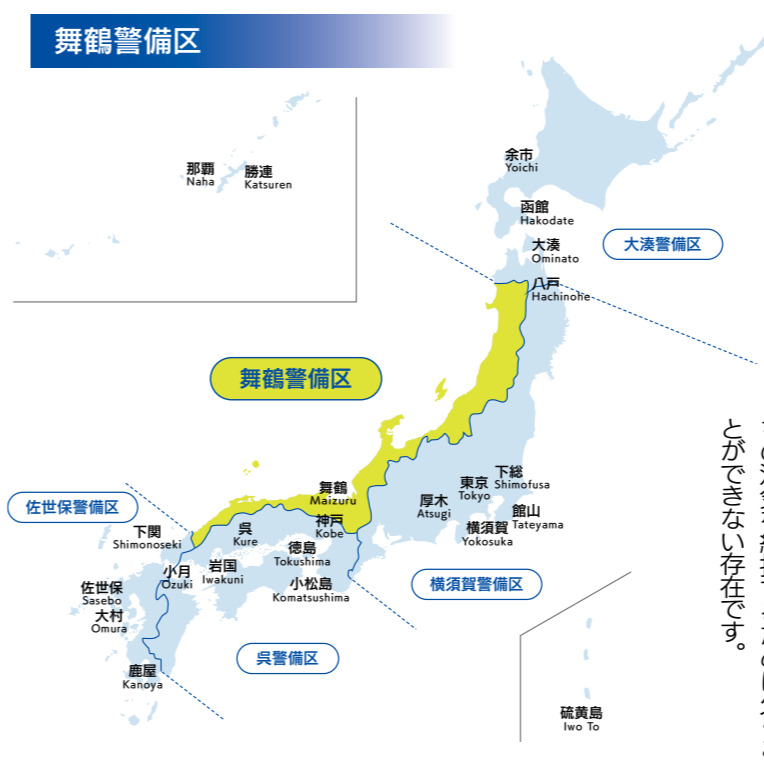 舞鶴警備区
那覇
Naha
勝連
Katsuren
余市
Yoichi
函館
Hakodate
大湊
Ominato
大湊警備区
八戸
Hachinohe
舞鶴警備区
舞鶴
Maizuru
佐世保警備区
下関
Shimonoseki
呉
Kure
神戸
Kobe
徳島
Tokushima
小松島
Komatsushima
岩国
Iwakuni
小月
Ozuki
佐世保
Sasebo
大村
Omura
鹿屋
Kanoya
厚木
Atsugi
東京
Tokyo
下総
Shimofusa
館山
Tateyama
横須賀
Yokosuka
横須賀警備区
呉警備区
硫黄島
Iwo To
とができない存在です。